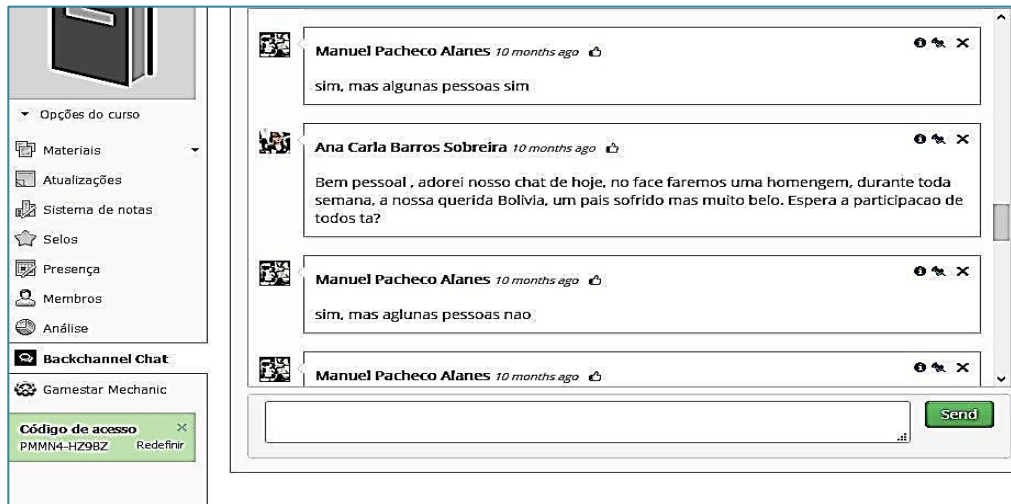 Opções do curso
Materiais
Atualizações
Sistema de notas
Selos
Presença
Membros
Análise
Backchannel Chat
Gamestar Mechanic
Código de acesso
PMMN4-HZ9BZ Redefinir
Manuel Pacheco Alanes 10 months ago
sim, mas algunas pessoas sim
Ana Carla Barros Sobreira 10 months ago
Bem pessoal , adorei nosso chat de hoje, no face faremos uma homengem, durante toda
semana, a nossa querida Bolivia, um pais sofrido mas muito belo. Espera a participacao de
todos ta?
Manuel Pacheco Alanes 10 months ago
sim, mas aglunas pessoas nao
Manuel Pacheco Alanes 10 months ago
Send